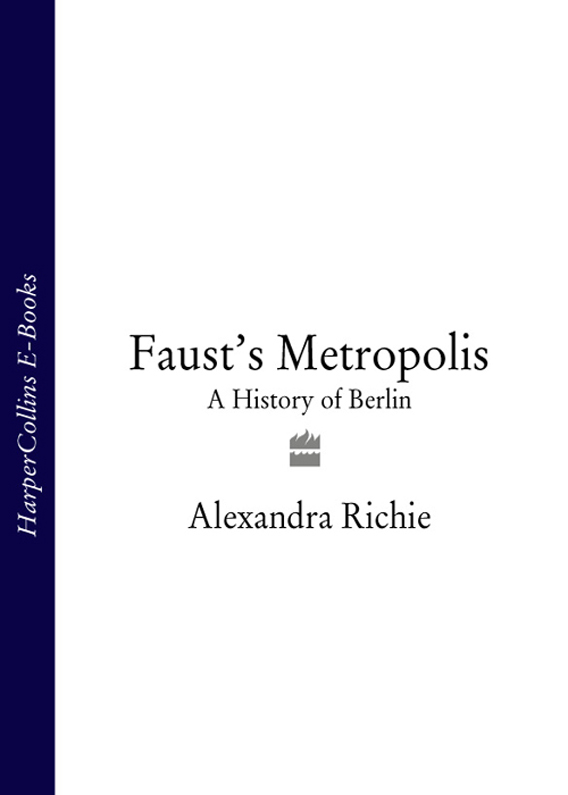 HarperCollins E-Books
Faust’s Metropolis
A History of Berlin
Alexandra Richie